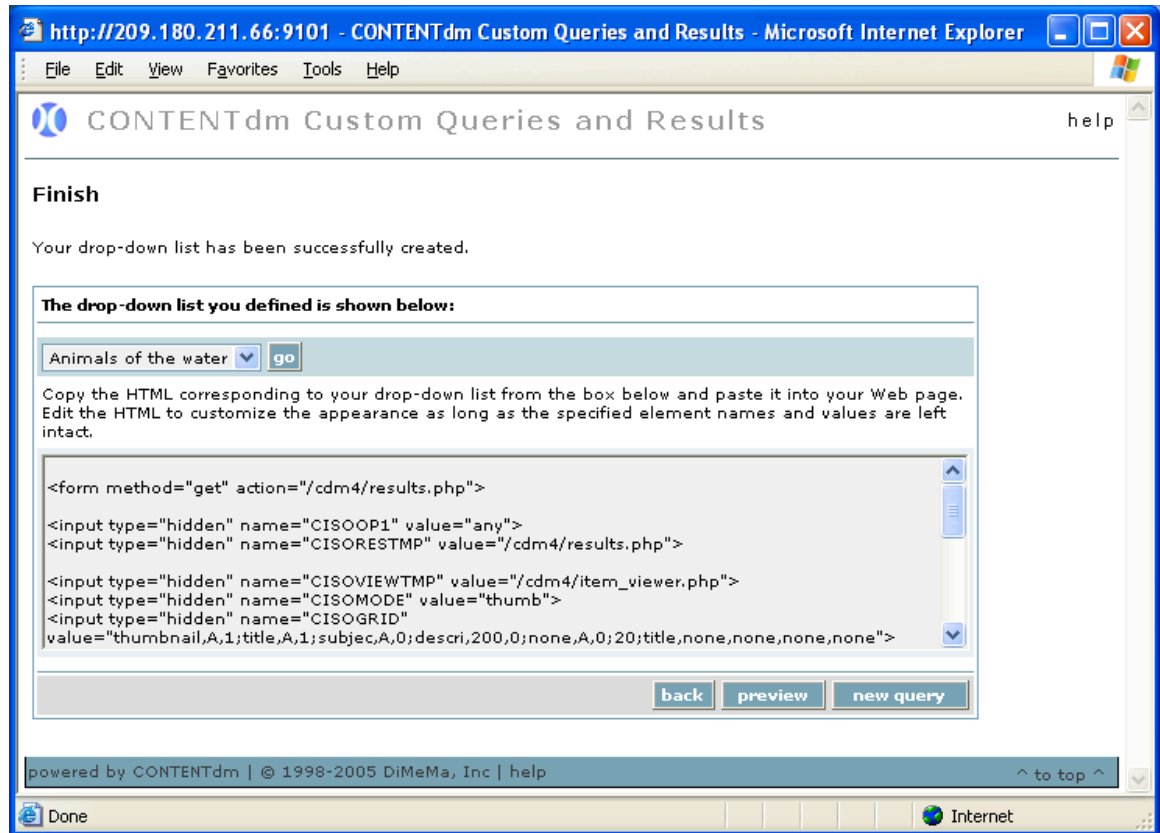 http://209.180.211.66:9101 - CONTENTdm Custom Queries and Results - Microsoft Internet Explorer
File Edit View Favorites Tools Help
CONTENTdm Custom Queries and Results help
Finish
Your drop-down list has been successfully created.
The drop-down list you defined is shown below:
Animals of the water go
Copy the HTML corresponding to your drop-down list from the box below and paste it into your Web page.
Edit the HTML to customize the appearance as long as the specified element names and values are left
intact.
<form method="get" action="/cdm4/results.php">
<input type="hidden" name="CISOOP1" value="any">
<input type="hidden" name="CISORESTMP" value="/cdm4/results.php">
<input type="hidden" name="CISOVIEWTMP" value="/cdm4/item_viewer.php">
<input type="hidden" name="CISOMODE" value="thumb">
<input type="hidden" name="CISOGRID"
value="thumbnail,A,1;title,A,1;subjec,A,0;descri,200,0;none,A,0;20;title,none,none,none,none">
back preview new query
powered by CONTENTdm | © 1998-2005 DiMeMa, Inc | help ^ to top ^
Done Internet